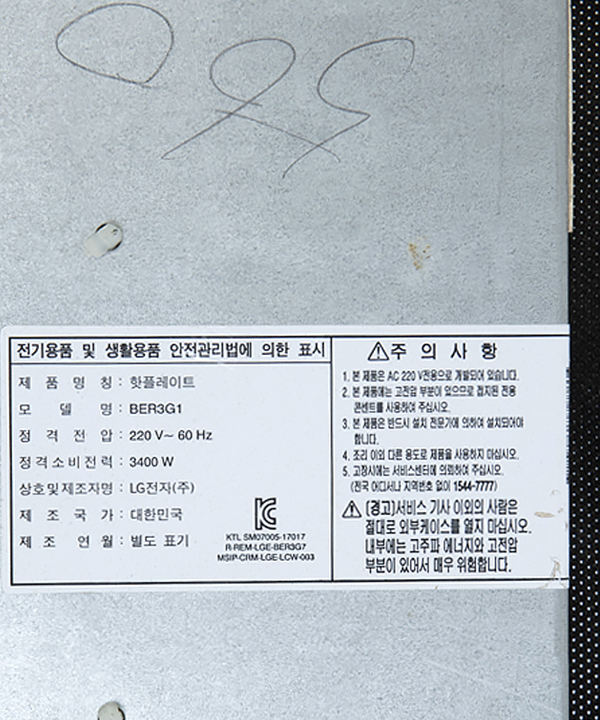 전기용품 및 생활용품 안전관리법에 의한 표시
제 품 명 칭 : 핫플레이트
모 델 명 : BER3G1
정 격 전 압 : 220 V~ 60 Hz
정격소비전력 : 3400 W
상호및제조자명 : LG전자(주)
제 조 국 가 : 대한민국
제 조 연 월 : 별도 표기
KTL SM07005-17017
R-REM-LGE-BER3G7
MSIP-CRM-LGE-LCW-003
⚠주 의 사 항
1. 본 제품은 AC 220 V전용으로 개발되어 있습니다.
2. 본 제품에는 고전압 부분이 있으므로 접지된 전용
콘센트를 사용하여 주십시오.
3. 본 제품은 반드시 설치 전문가에 의하여 설치되어야
합니다.
4. 조리 이외 다른 용도로 제품을 사용하지 마십시오.
5. 고장시에는 서비스센터에 의뢰하여 주십시오.
(전국 어디서나 지역번호 없이 1544-7777)
⚠ [경고]서비스 기사 이외의 사람은
절대로 외부케이스를 열지 마십시오.
내부에는 고주파 에너지와 고전압
부분이 있어서 매우 위험합니다.